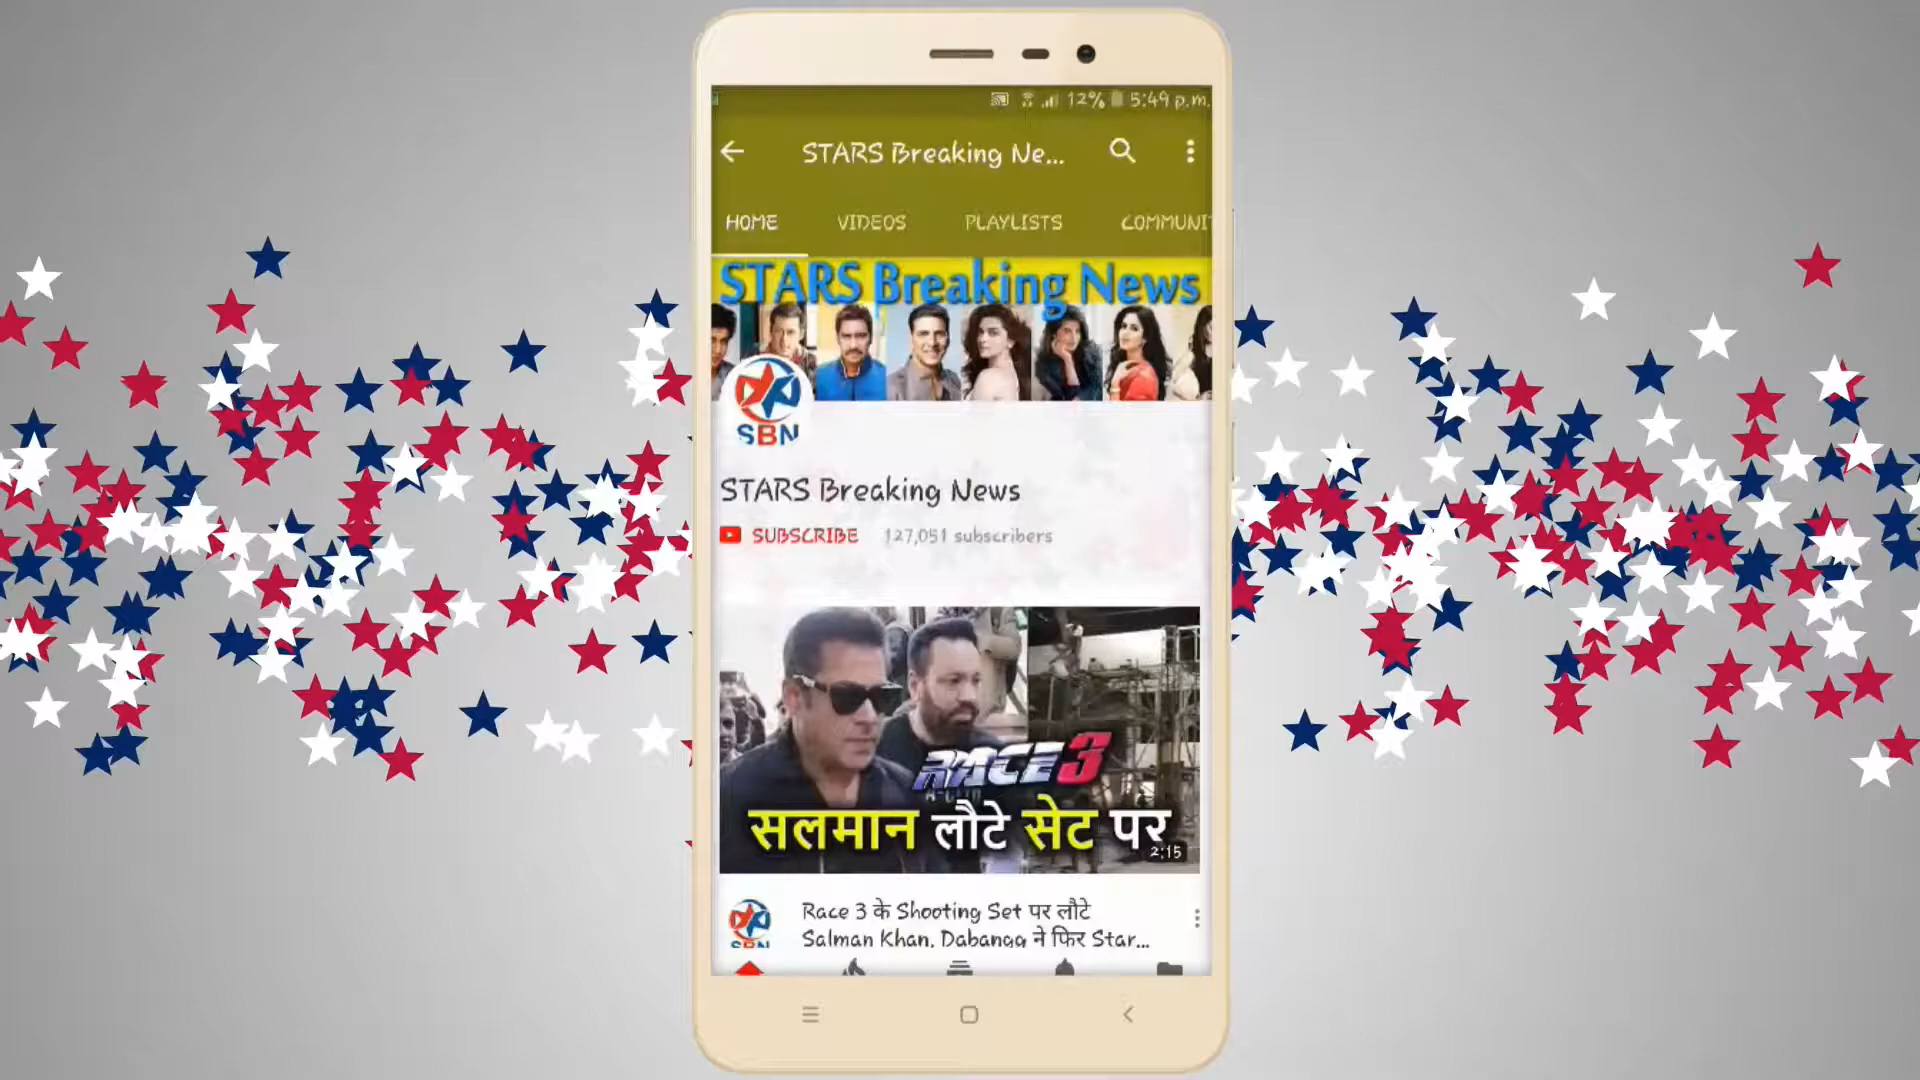 12% 5:49 p.m.
STARS Breaking Ne...
HOME VIDEOS PLAYLISTS COMMUNI
STARS Breaking News
SBN
STARS Breaking News
SUBSCRIBE 127,051 subscribers
RACE 3
सलमान लौटे सेट पर
2:15
Race 3 के Shooting Set पर लौटे
Salman Khan, Dabangg ने फिर Star...
SBN